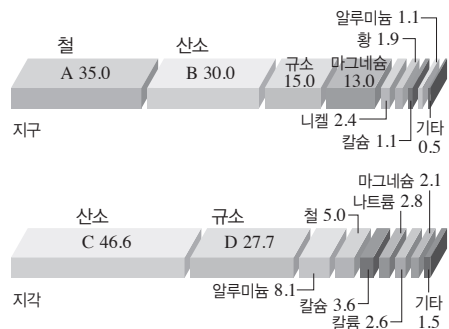 알루미늄 1.1
황 1.9
철 산소 규소 마그네슘
A 35.0 B 30.0 15.0 13.0
니켈 2.4
칼슘 1.1
기타
0.5
지구
마그네슘 2.1
나트륨 2.8
철 5.0
산소 규소
C 46.6 D 27.7
알루미늄 8.1
칼슘 3.6
칼륨 2.6
기타
1.5
지각